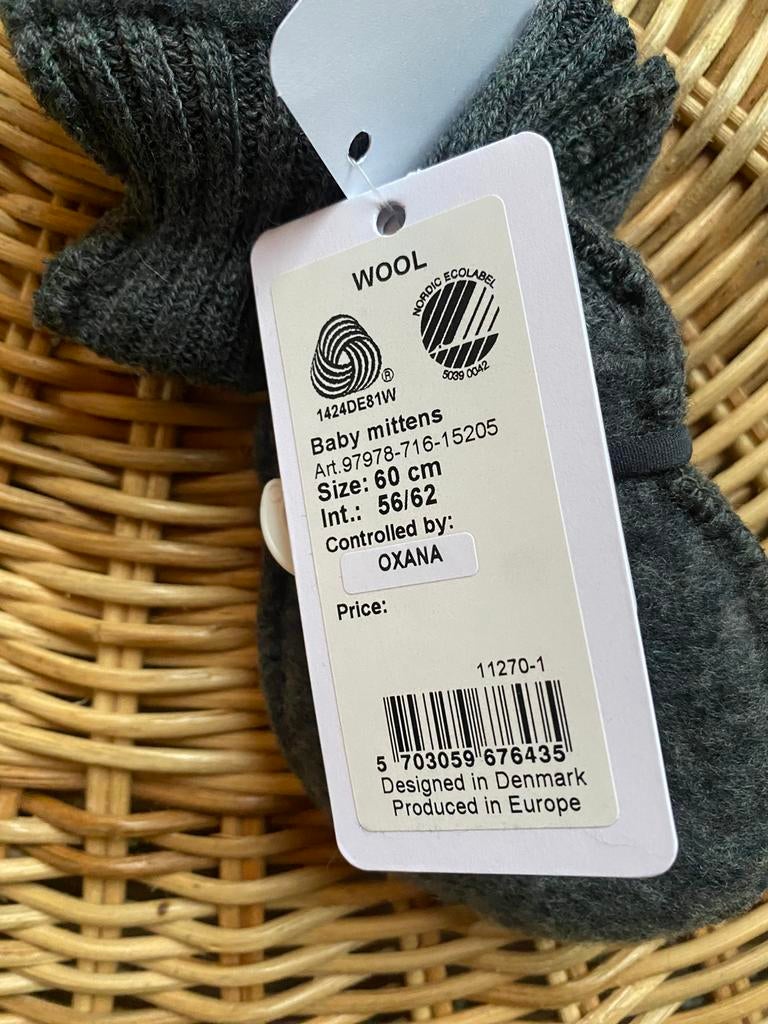 WOOL
NORDIC ECOLABEL
5039 0042
®
1424DE81W
Baby mittens
Art.97978-716-15205
Size: 60 cm
Int.: 56/62
Controlled by:
OXANA
Price:
11270-1
5 703059 676435
Designed in Denmark
Produced in Europe